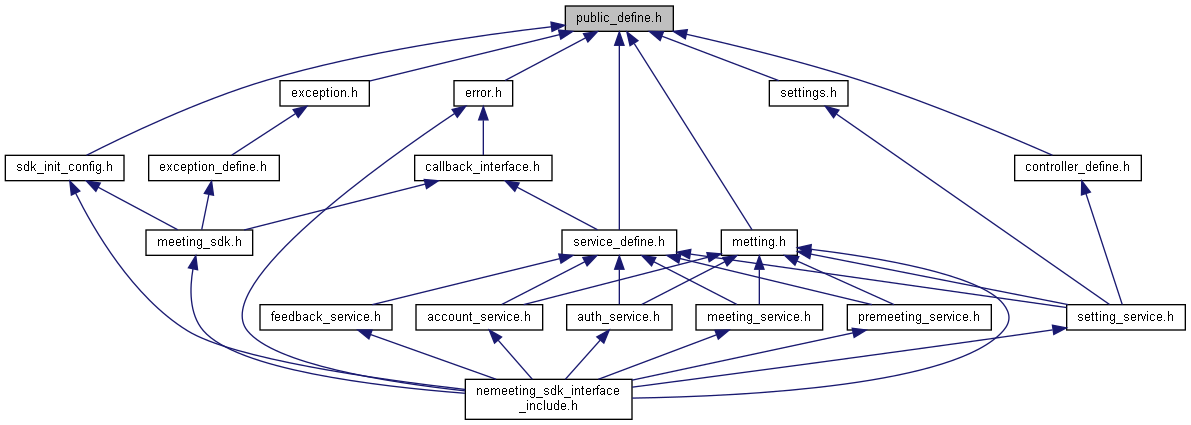 public_define.h
exception.h
error.h
settings.h
sdk_init_config.h
exception_define.h
callback_interface.h
controller_define.h
meeting_sdk.h
service_define.h
metting.h
feedback_service.h
account_service.h
auth_service.h
meeting_service.h
premeeting_service.h
setting_service.h
nemeeting_sdk_interface
_include.h